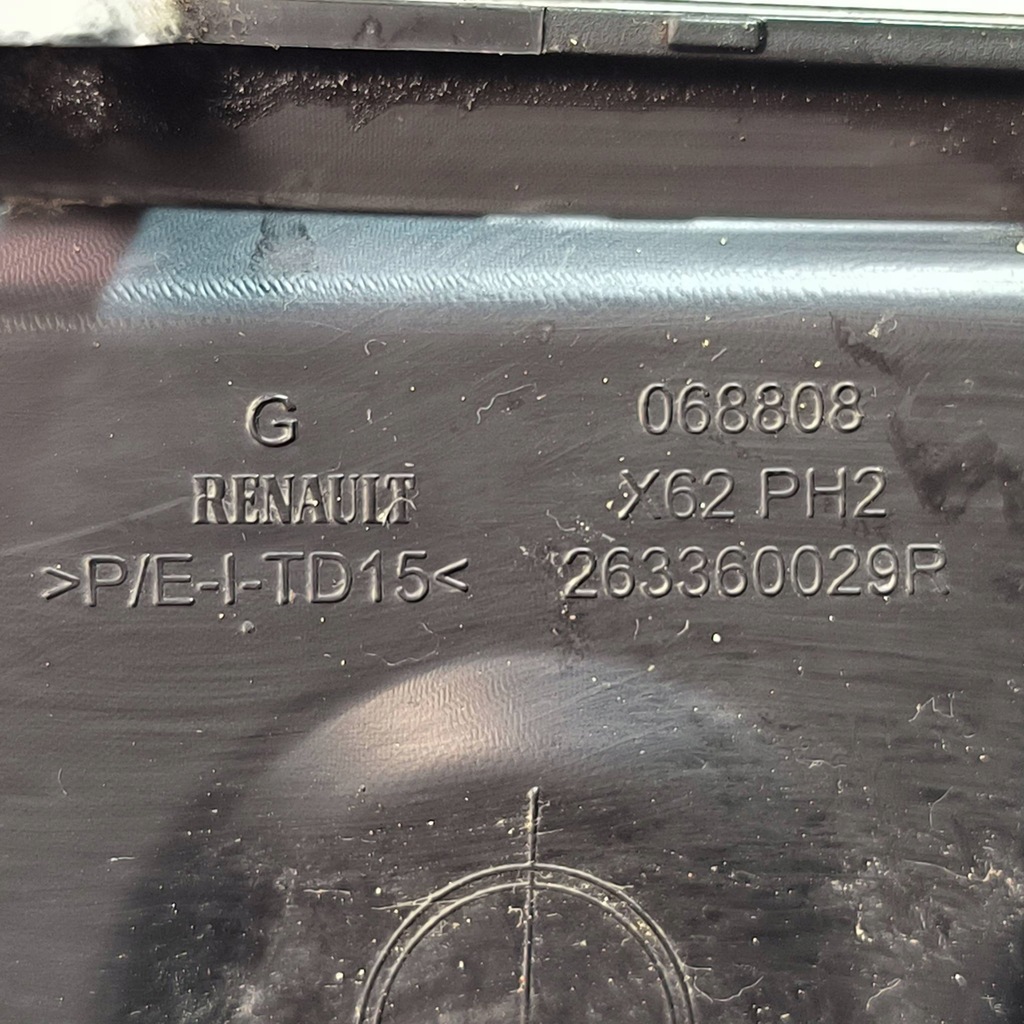 G
RENAULT
>P/E-I-TD15<
068808
X62 PH2
263360029R